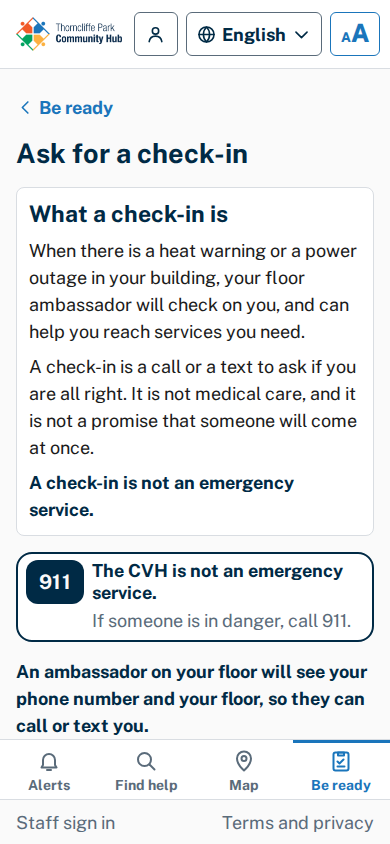 Thorncliffe Park
Community Hub
English
AA
Be ready
Ask for a check-in
What a check-in is
When there is a heat warning or a power
outage in your building, your floor
ambassador will check on you, and can
help you reach services you need.
A check-in is a call or a text to ask if you
are all right. It is not medical care, and it
is not a promise that someone will come
at once.
A check-in is not an emergency
service.
911
The CVH is not an emergency
service.
If someone is in danger, call 911.
An ambassador on your floor will see your
phone number and your floor, so they can
call or text you.
Alerts
Find help
Map
Be ready
Staff sign in
Terms and privacy